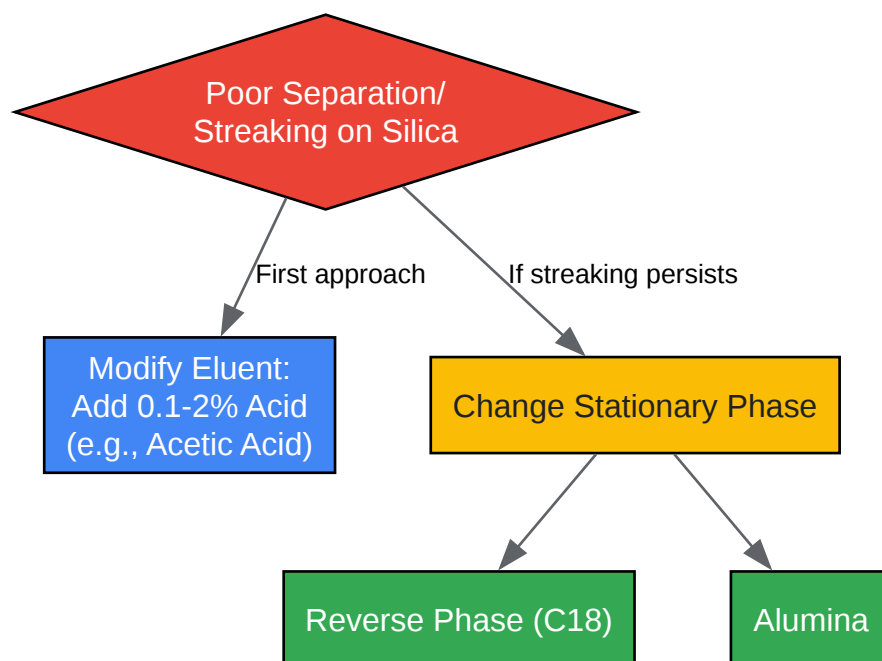 Poor Separation/
Streaking on Silica
First approach
If streaking persists
Modify Eluent:
Add 0.1-2% Acid
(e.g., Acetic Acid)
Change Stationary Phase
Reverse Phase (C18)
Alumina